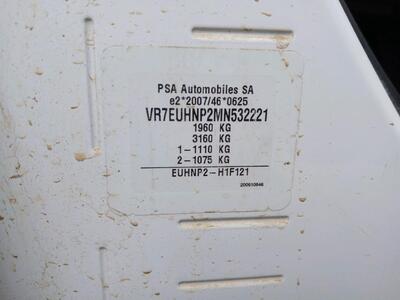 PSA Automobiles SA
e2*2007/46*0625
VR7EUHNP2MN532221
1960 KG
3160 KG
1-1110 KG
2-1075 KG
EUHNP2-H1F121
200610846